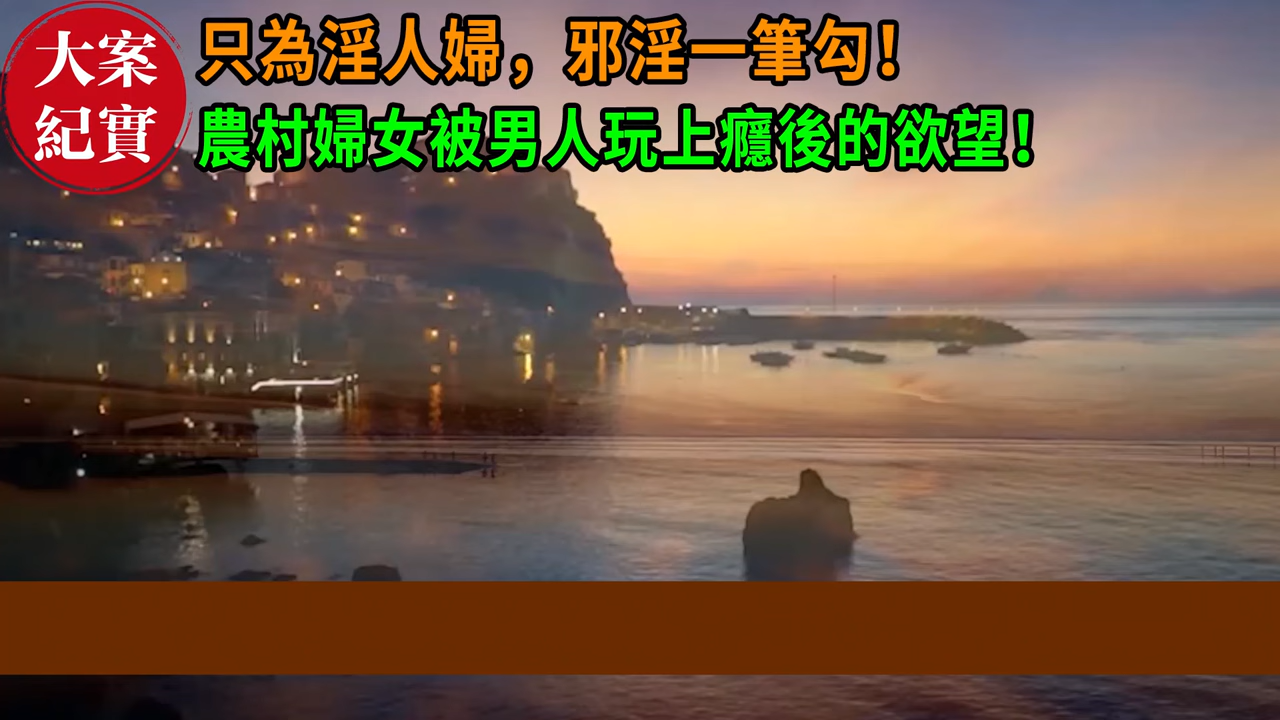 大案
紀實
只為淫人婦，邪淫一筆勾！
農村婦女被男人玩上癮後的欲望！